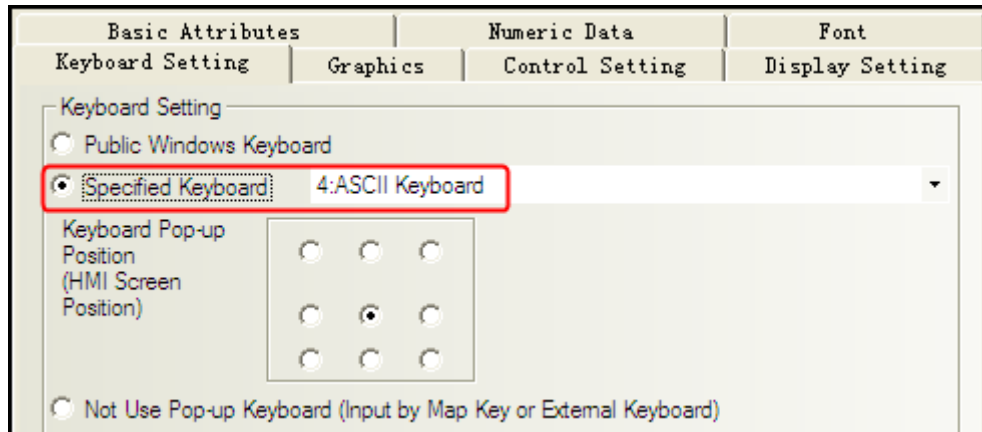 Basic Attributes Numeric Data Font
Keyboard Setting Graphics Control Setting Display Setting
Keyboard Setting
Public Windows Keyboard
Specified Keyboard 4:ASCII Keyboard
Keyboard Pop-up
Position
(HMI Screen
Position)
Not Use Pop-up Keyboard (Input by Map Key or External Keyboard)